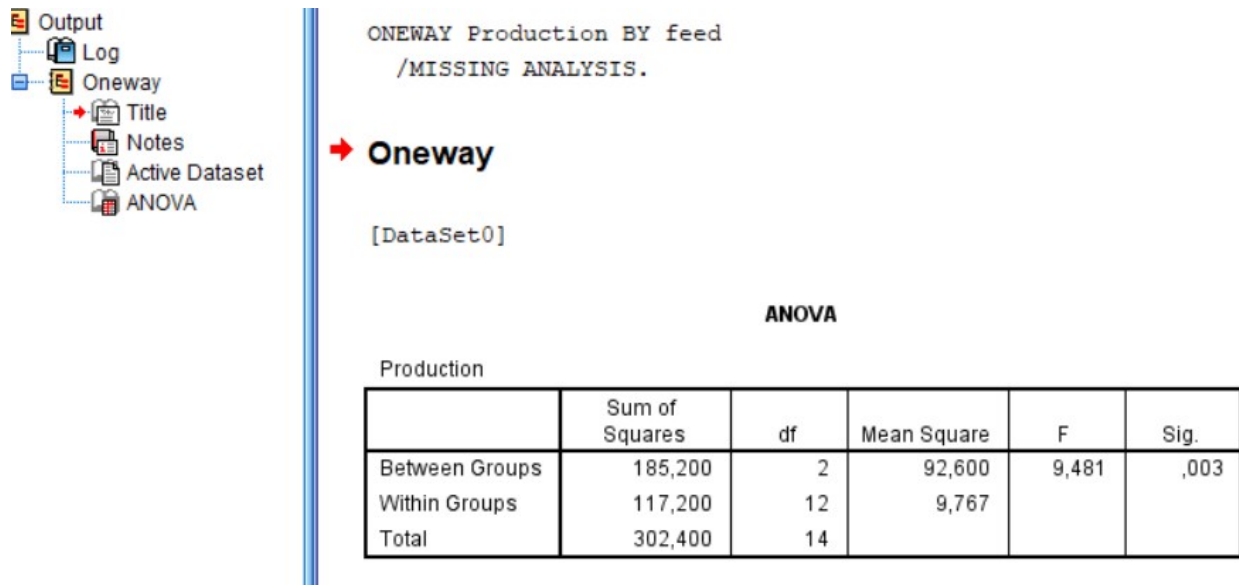 Output
Log
Oneway
Title
Notes
Active Dataset
ANOVA
ONEWAY Production BY feed
/MISSING ANALYSIS.
Oneway
[DataSet0]
ANOVA
Production
Sum of Squares df Mean Square F Sig.
Between Groups 185,200 2 92,600 9,481 ,003
Within Groups 117,200 12 9,767
Total 302,400 14